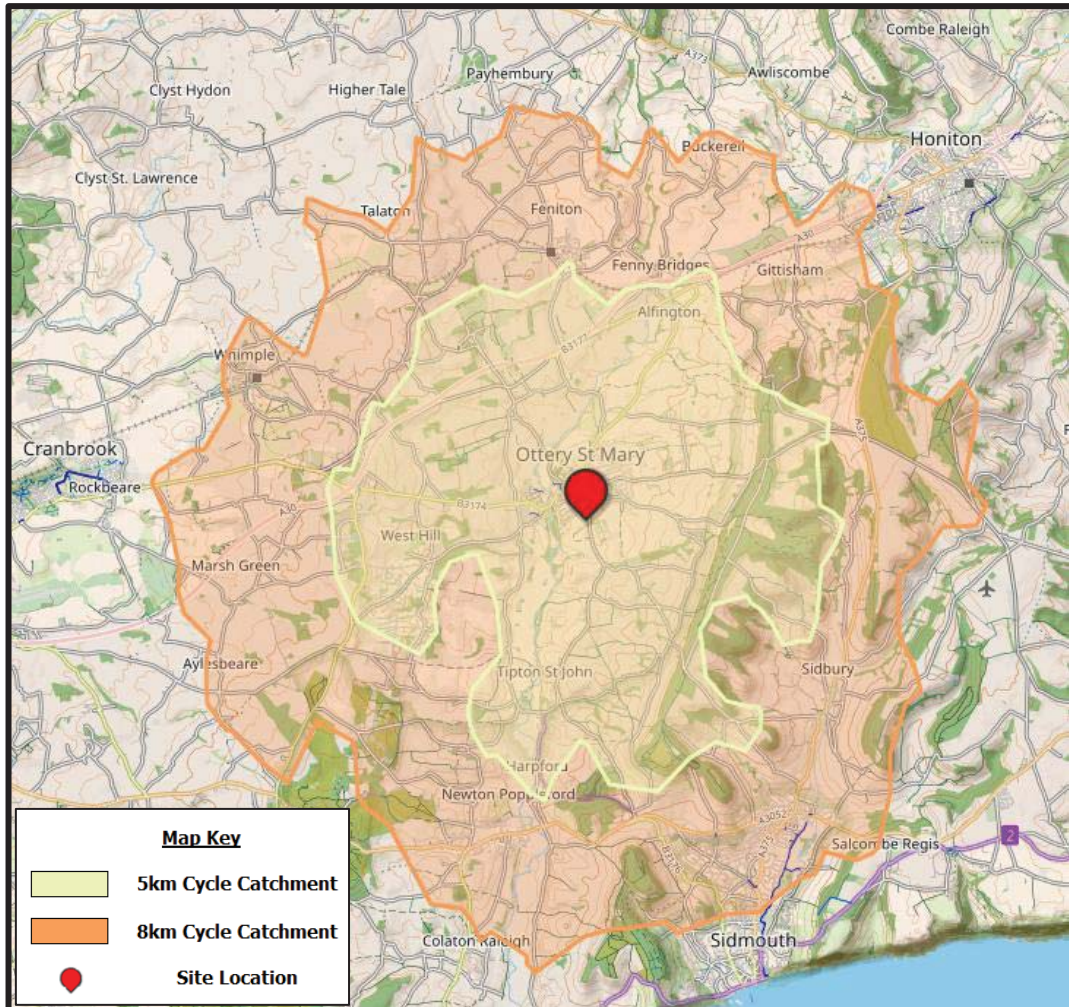 Combe Raleigh
A373
Payhembury
Awliscombe
Clyst Hydon
Higher Tale
Honiton
Buckerell
Clyst St. Lawrence
Talaton
Feniton
A30
Fenny Bridges
Gittisham
Alfington
B3177
Whimple
A375
Cranbrook
Ottery St Mary
Rockbeare
B3174
A30
West Hill
Marsh Green
Aylesbeare
Tipton St John
Sidbury
Harpford
Newton Poppleford
A3052
2
Salcombe Regis
A375
B3176
Colaton Raleigh
Sidmouth
Map Key
5km Cycle Catchment
8km Cycle Catchment
Site Location